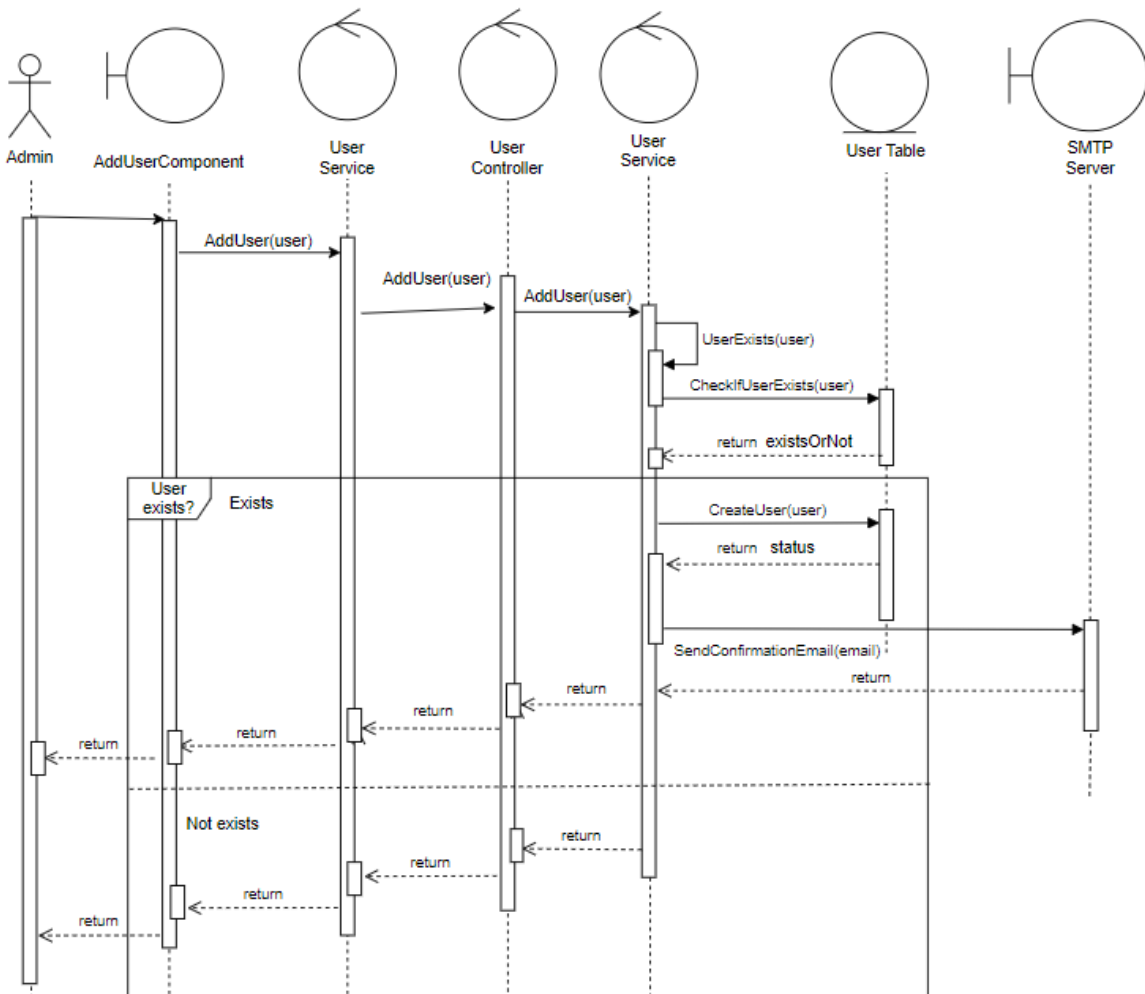 Admin
AddUserComponent
User
Service
User
Controller
User
Service
User Table
SMTP
Server
AddUser(user)
AddUser(user)
AddUser(user)
UserExists(user)
CheckIfUserExists(user)
return existsOrNot
User
exists?
Exists
CreateUser(user)
return status
SendConfirmationEmail(email)
return
return
return
return
return
Not exists
return
return
return
return